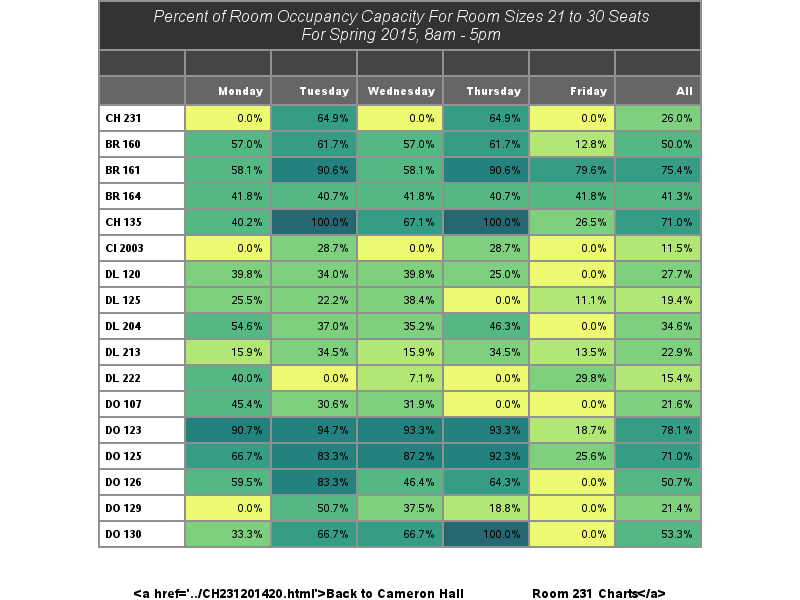 Percent of Room Occupancy Capacity For Room Sizes 21 to 30 Seats
For Spring 2015, 8am - 5pm
Monday Tuesday Wednesday Thursday Friday All
CH 231 0.0% 64.9% 0.0% 64.9% 0.0% 26.0%
BR 160 57.0% 61.7% 57.0% 61.7% 12.8% 50.0%
BR 161 58.1% 90.6% 58.1% 90.6% 79.6% 75.4%
BR 164 41.8% 40.7% 41.8% 40.7% 41.8% 41.3%
CH 135 40.2% 100.0% 67.1% 100.0% 26.5% 71.0%
CI 2003 0.0% 28.7% 0.0% 28.7% 0.0% 11.5%
DL 120 39.8% 34.0% 39.8% 25.0% 0.0% 27.7%
DL 125 25.5% 22.2% 38.4% 0.0% 11.1% 19.4%
DL 204 54.6% 37.0% 35.2% 46.3% 0.0% 34.6%
DL 213 15.9% 34.5% 15.9% 34.5% 13.5% 22.9%
DL 222 40.0% 0.0% 7.1% 0.0% 29.8% 15.4%
DO 107 45.4% 30.6% 31.9% 0.0% 0.0% 21.6%
DO 123 90.7% 94.7% 93.3% 93.3% 18.7% 78.1%
DO 125 66.7% 83.3% 87.2% 92.3% 25.6% 71.0%
DO 126 59.5% 83.3% 46.4% 64.3% 0.0% 50.7%
DO 129 0.0% 50.7% 37.5% 18.8% 0.0% 21.4%
DO 130 33.3% 66.7% 66.7% 100.0% 0.0% 53.3%
<a href='../CH231201420.html'>Back to Cameron Hall Room 231 Charts</a>